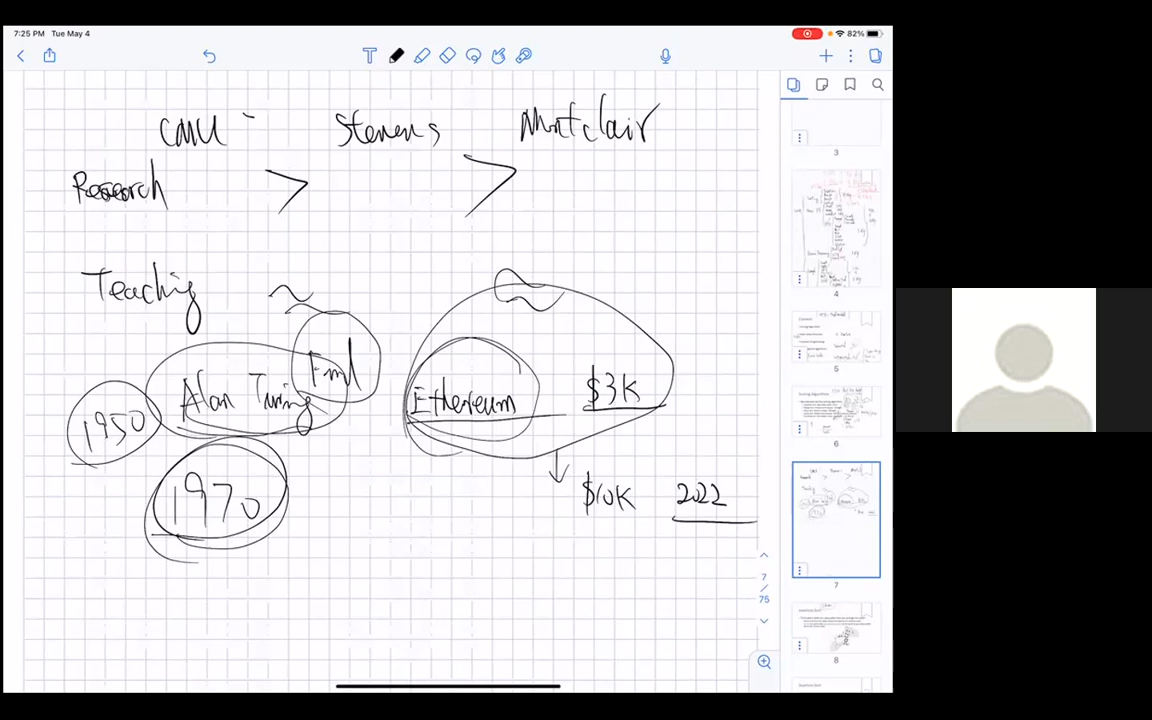 7:25 PM Tue May 4
82%
CMU Stevens Montclair
Research > >
Teaching ≈ ≈
1950 Alan Turing Ethereum $3K
1970 $10K 2022
7
/
75
3
4
5
6
7
8